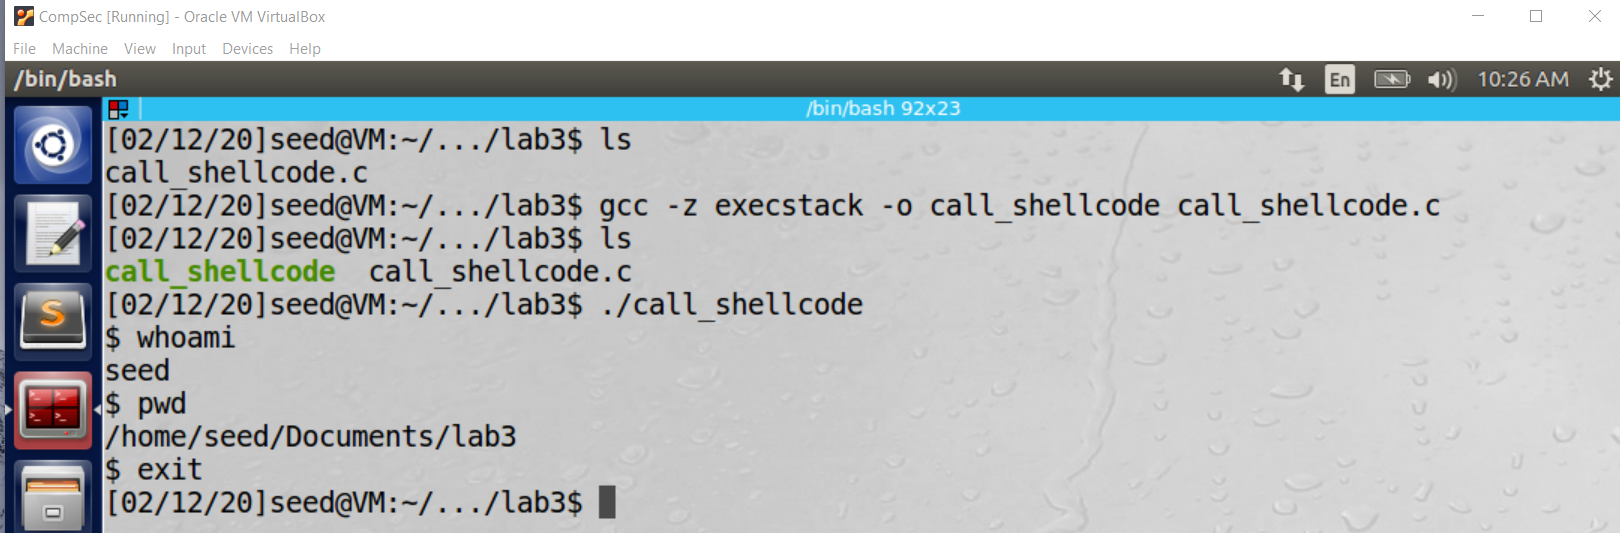 CompSec [Running] - Oracle VM VirtualBox
File Machine View Input Devices Help
/bin/bash En 10:26 AM
/bin/bash 92x23
[02/12/20]seed@VM:~/.../lab3$ ls
call_shellcode.c
[02/12/20]seed@VM:~/.../lab3$ gcc -z execstack -o call_shellcode call_shellcode.c
[02/12/20]seed@VM:~/.../lab3$ ls
call_shellcode  call_shellcode.c
[02/12/20]seed@VM:~/.../lab3$ ./call_shellcode
$ whoami
seed
$ pwd
/home/seed/Documents/lab3
$ exit
[02/12/20]seed@VM:~/.../lab3$